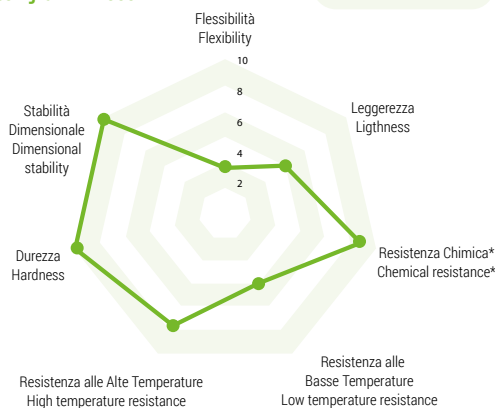 Flessibilità
Flexibility
10
8
6
4
2
Leggerezza
Ligthness
Stabilità
Dimensionale
Dimensional
stability
Resistenza Chimica*
Chemical resistance*
Durezza
Hardness
Resistenza alle
Basse Temperature
Low temperature resistance
Resistenza alle Alte Temperature
High temperature resistance